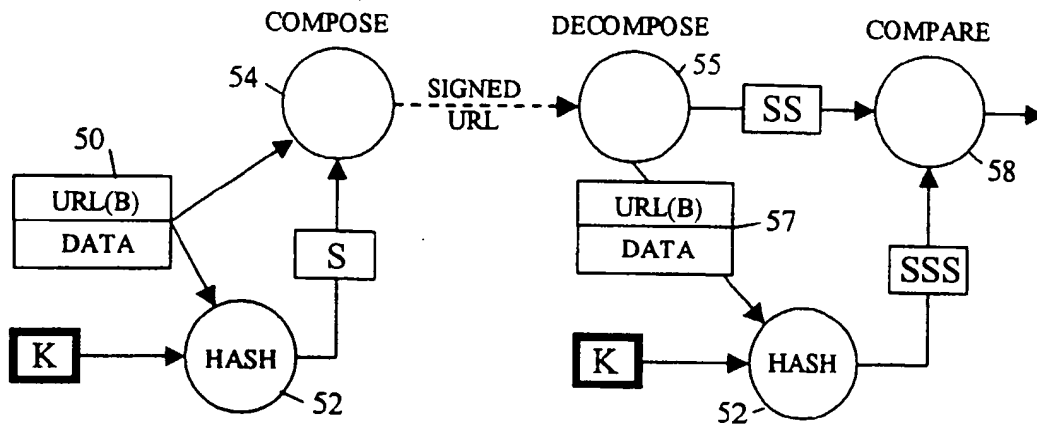 COMPOSE
DECOMPOSE
COMPARE
54
55
SIGNED
URL
SS
58
50
URL(B)
DATA
S
URL(B)
DATA
57
SSS
K
HASH
52
K
HASH
52